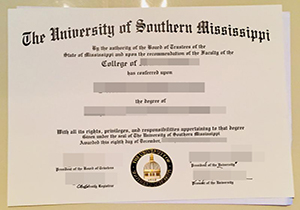 The University of Southern Mississippi
By the authority of the Board of Trustees of the
State of Mississippi and upon the recommendation of the Faculty of the
College of
has conferred upon
the degree of
With all its rights, privileges, and responsibilities appertaining to that degree
Given under the seal of The University of Southern Mississippi
Awarded this eighth day of December,
President of the Board of Trustees
President of the University